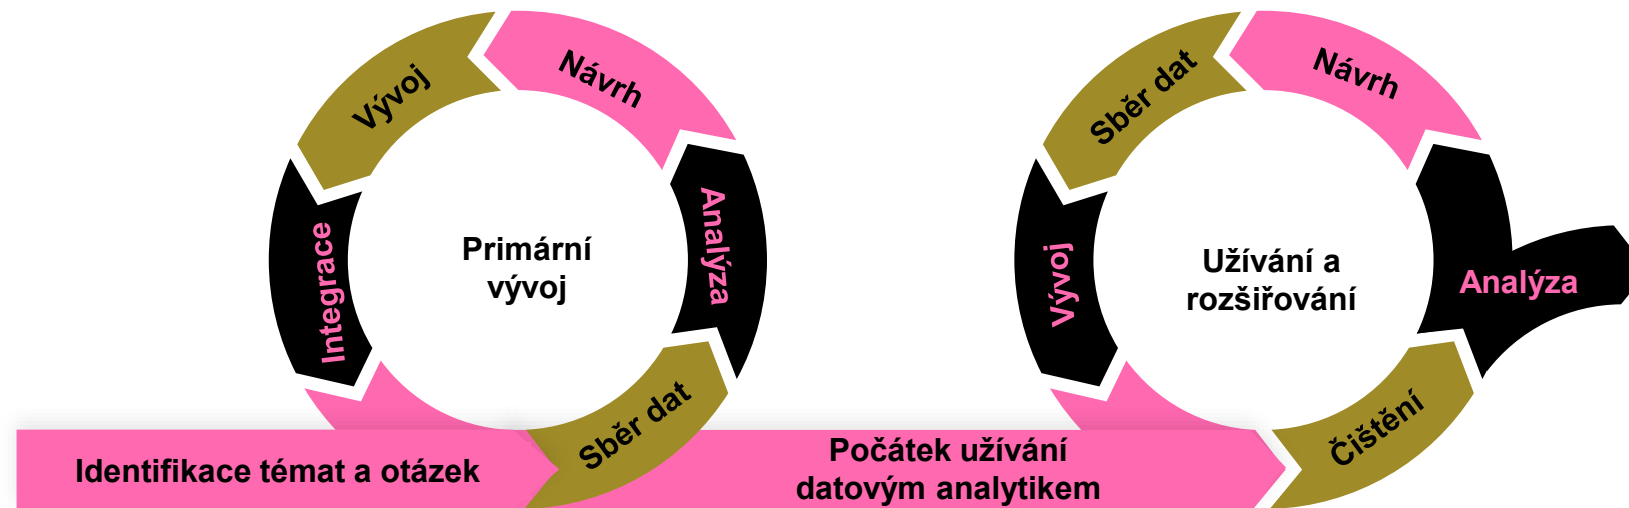 Návrh
Vývoj
Analýza
Integrace
Primární
vývoj
Sběr dat
Identifikace témat a otázek
Návrh
Sběr dat
Vývoj
Užívání a
rozšiřování
Analýza
Čištění
Počátek užívání
datovým analytikem